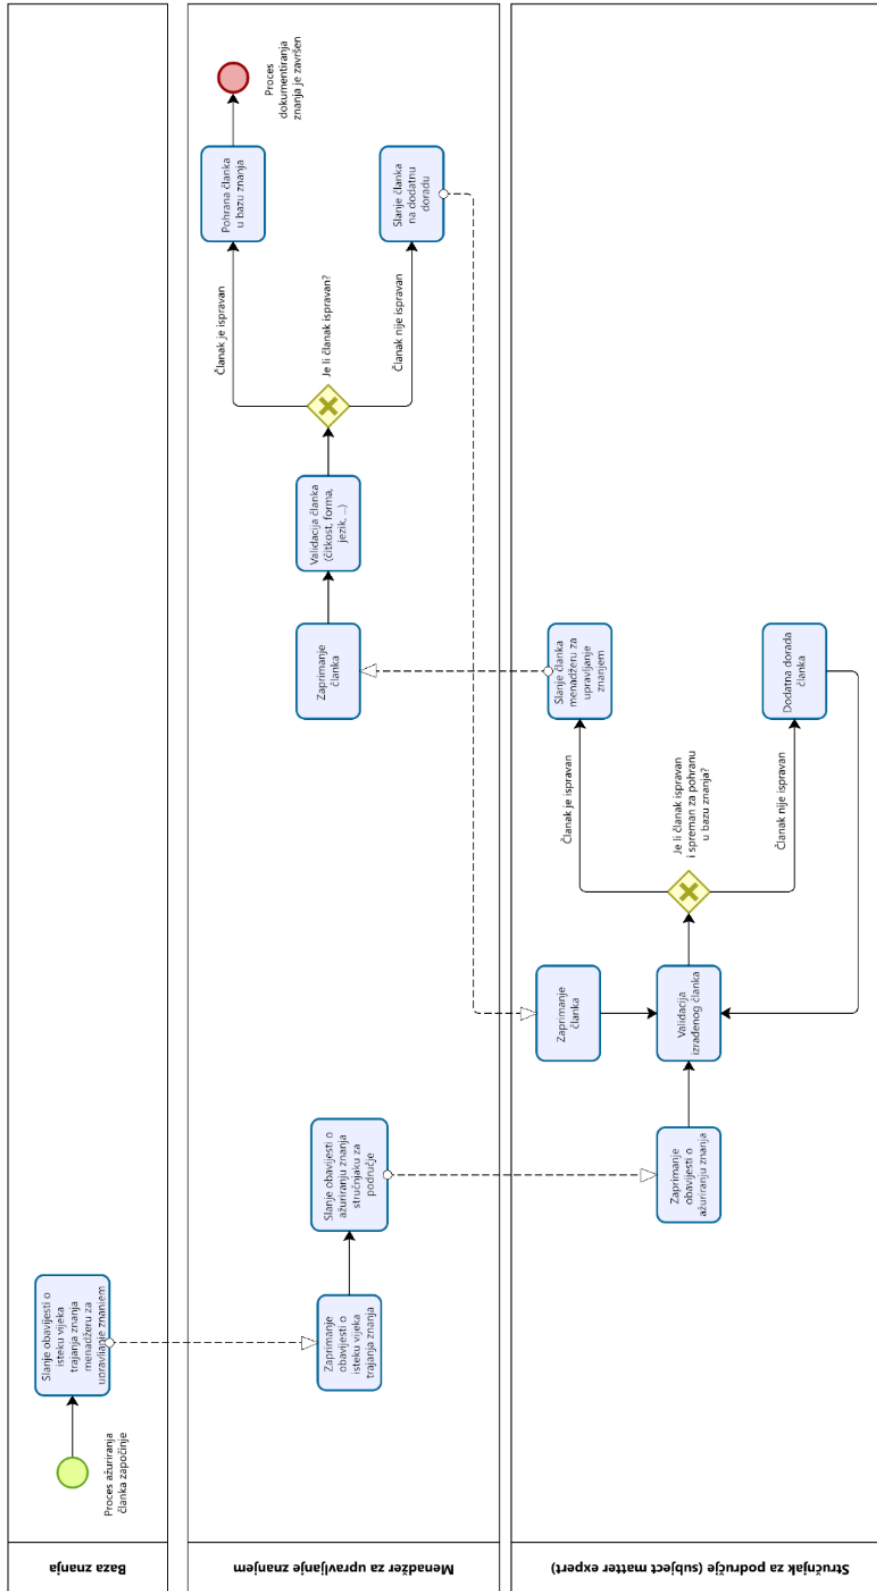 Baza znanja
Proces ažuriranja
članka započinje
Slanje obavijesti o
isteku vijeka
trajanja znanja
menadžeru za
upravljanje znanjem
Menadžer za upravljanje znanjem
Zaprimanje
obavijesti o
isteku vijeka
trajanja znanja
Slanje obavijesti o
ažuriranju znanja
stručnjaku za
područje
Zaprimanje
članka
Validacija članka
(čitkost, forma,
jezik, ...)
Je li članak ispravan?
Članak je ispravan
Članak nije ispravan
Pohrana članka
u bazu znanja
Slanje članka
na dodatnu
doradu
Proces
dokumentiranja
znanja je završen
Stručnjak za područje (subject matter expert)
Zaprimanje
obavijesti o
ažuriranju znanja
Zaprimanje
članka
Validacija
izrađenog članka
Je li članak ispravan
i spreman za pohranu
u bazu znanja?
Članak je ispravan
Članak nije ispravan
Slanje članka
menadžeru za
upravljanje
znanjem
Dodatna dorada
članka